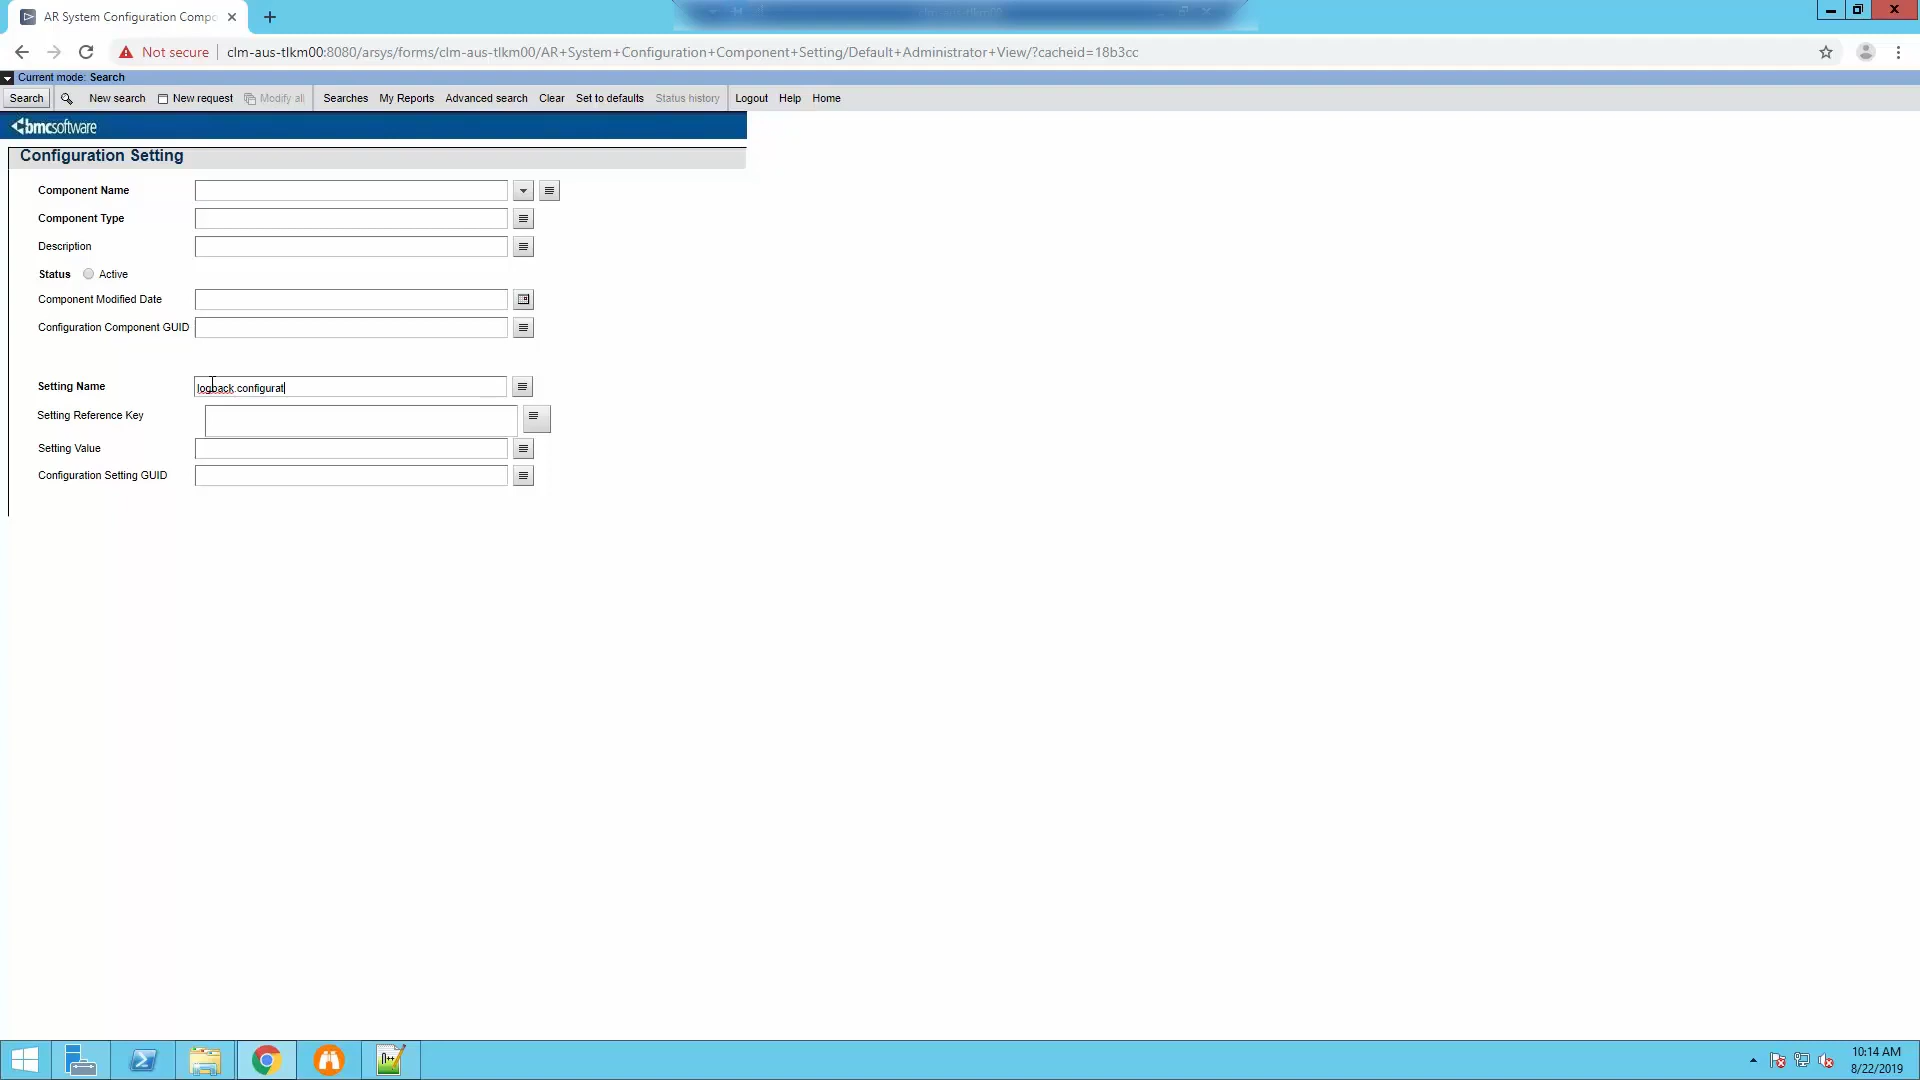 AR System Configuration Compo
Not secure
clm-aus-tlkm00:8080/arsys/forms/clm-aus-tlkm00/AR+System+Configuration+Component+Setting/Default+Administrator+View/?cacheid=18b3cc
Current mode: Search
Search New search New request Modify all Searches My Reports Advanced search Clear Set to defaults Status history Logout Help Home
bmcsoftware
Configuration Setting
Component Name
Component Type
Description
Status Active
Component Modified Date
Configuration Component GUID
Setting Name logback.configurat
Setting Reference Key
Setting Value
Configuration Setting GUID
10:14 AM
8/22/2019